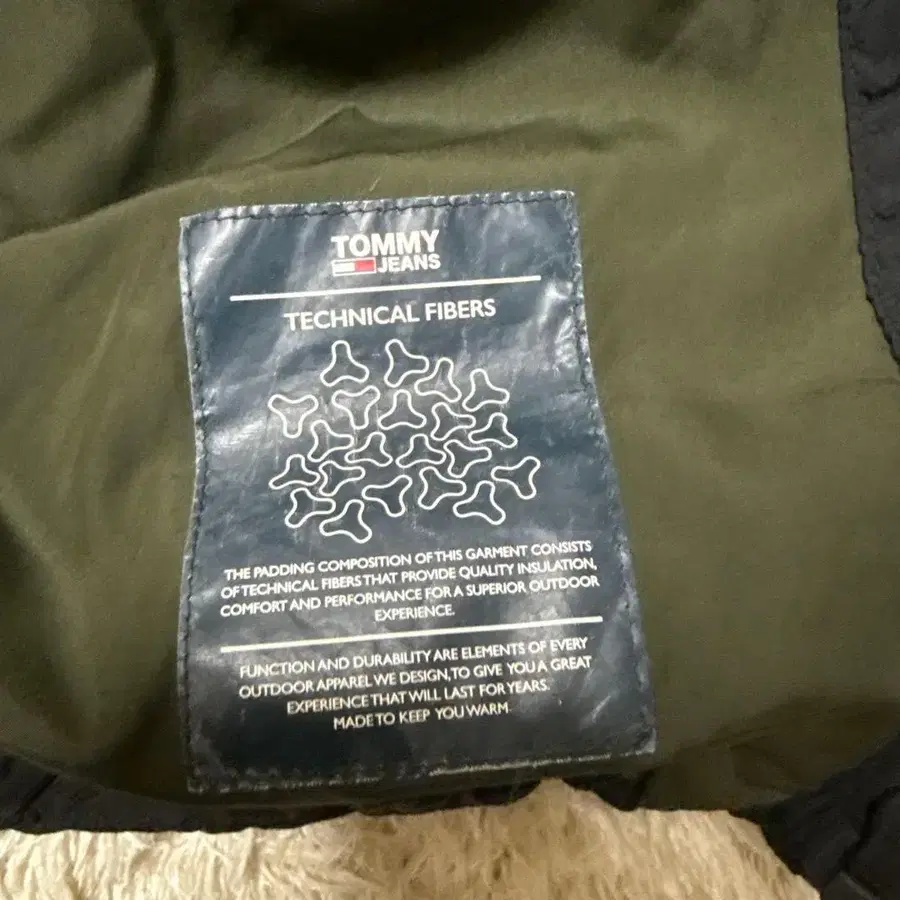 TOMMY
JEANS
TECHNICAL FIBERS
THE PADDING COMPOSITION OF THIS GARMENT CONSISTS
OF TECHNICAL FIBERS THAT PROVIDE QUALITY INSULATION,
COMFORT AND PERFORMANCE FOR A SUPERIOR OUTDOOR
EXPERIENCE.
FUNCTION AND DURABILITY ARE ELEMENTS OF EVERY
OUTDOOR APPAREL WE DESIGN, TO GIVE YOU A GREAT
EXPERIENCE THAT WILL LAST FOR YEARS.
MADE TO KEEP YOU WARM.